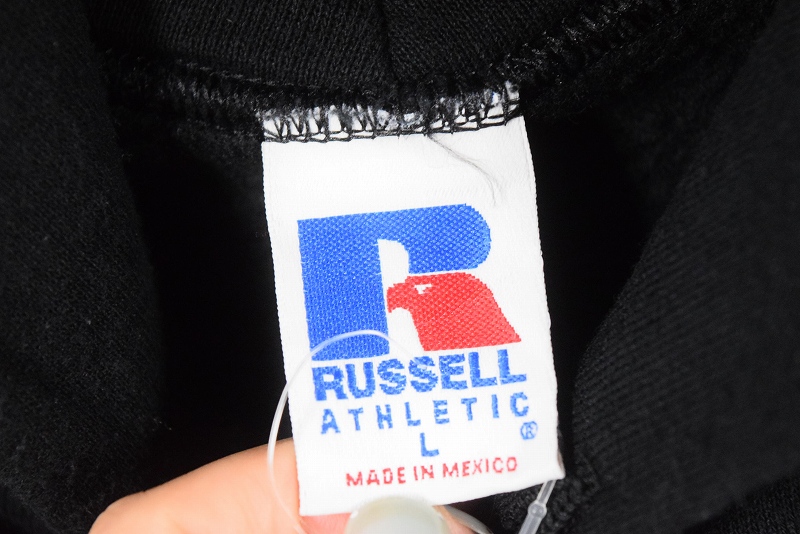 RUSSELL
ATHLETIC
L ®
MADE IN MEXICO